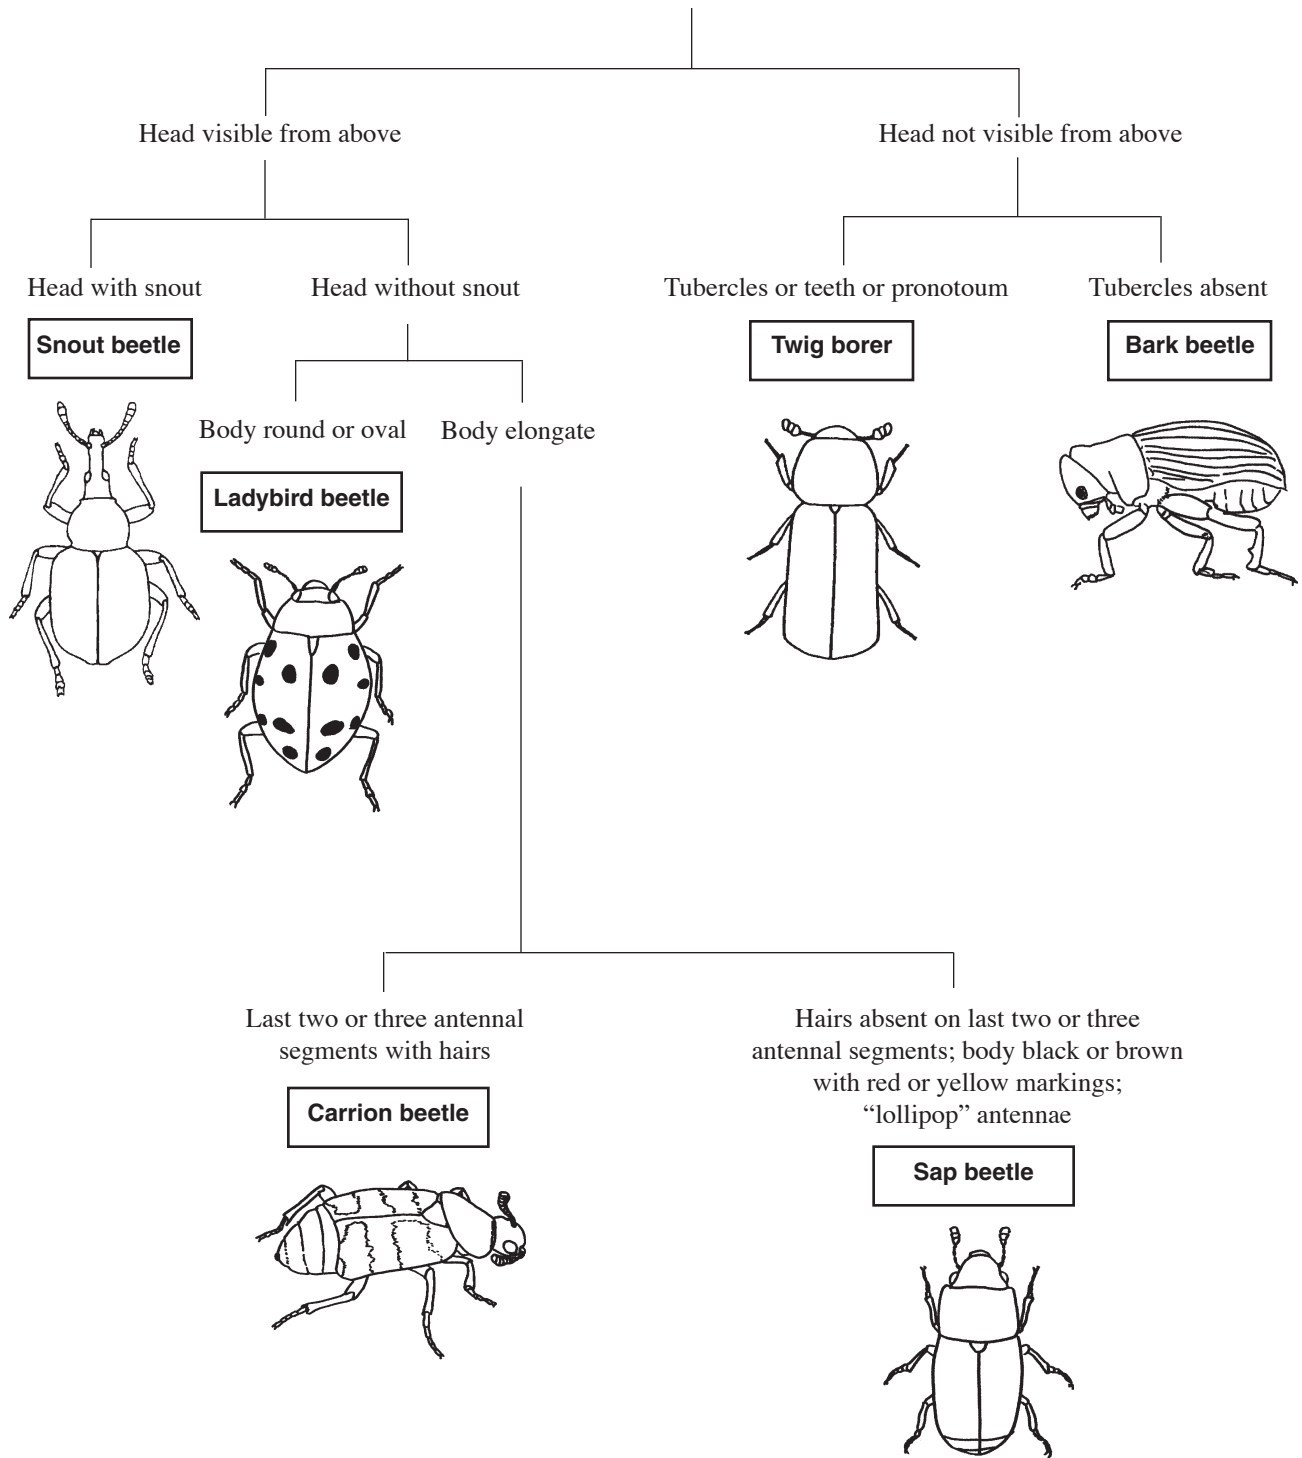 Head visible from above
Head not visible from above
Head with snout
Head without snout
Tubercles or teeth or pronotoum
Tubercles absent
Snout beetle
Twig borer
Bark beetle
Body round or oval
Body elongate
Ladybird beetle
Last two or three antennal
segments with hairs
Carrion beetle
Hairs absent on last two or three
antennal segments; body black or brown
with red or yellow markings;
“lollipop” antennae
Sap beetle